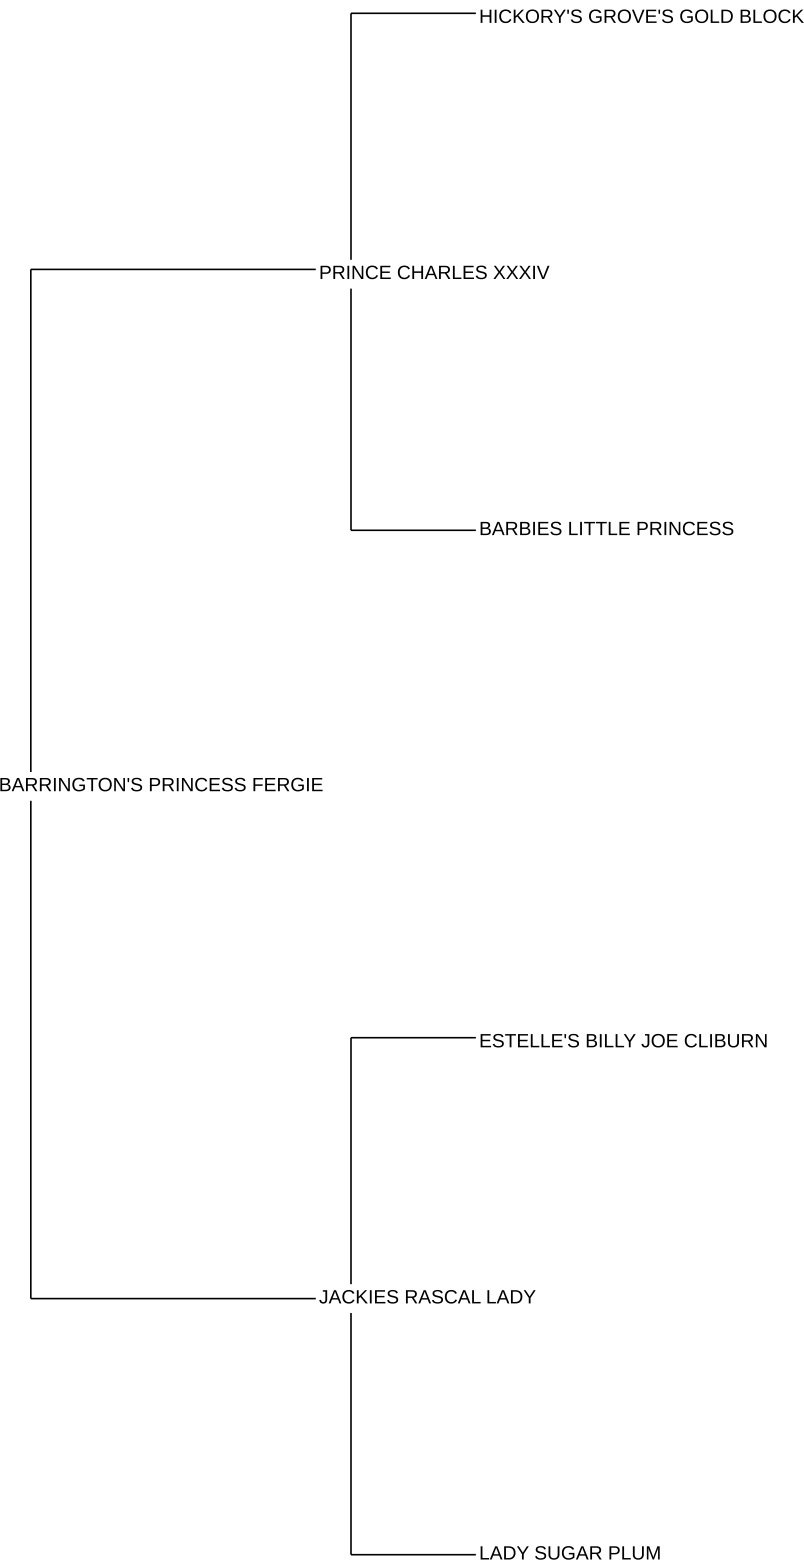 HICKORY'S GROVE'S GOLD BLOCK
PRINCE CHARLES XXXIV
BARBIES LITTLE PRINCESS
BARRINGTON'S PRINCESS FERGIE
ESTELLE'S BILLY JOE CLIBURN
JACKIES RASCAL LADY
LADY SUGAR PLUM